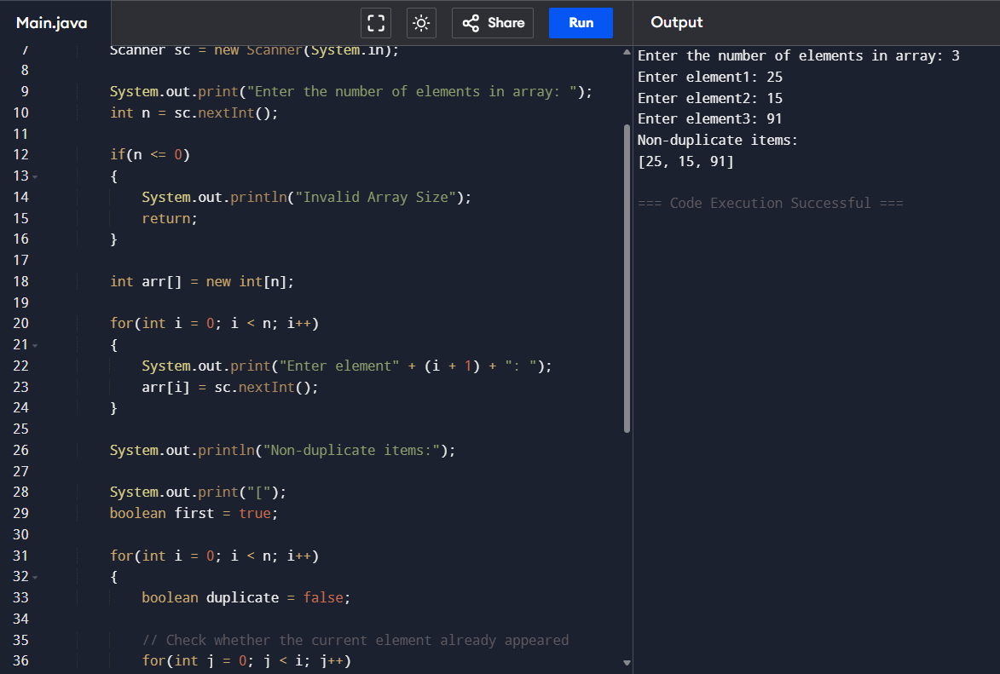 Main.java
Share
Run
Output
7 Scanner sc = new Scanner(System.in);
8
9 System.out.print("Enter the number of elements in array: ");
10 int n = sc.nextInt();
11
12 if(n <= 0)
13 {
14 System.out.println("Invalid Array Size");
15 return;
16 }
17
18 int arr[] = new int[n];
19
20 for(int i = 0; i < n; i++)
21 {
22 System.out.print("Enter element" + (i + 1) + ": ");
23 arr[i] = sc.nextInt();
24 }
25
26 System.out.println("Non-duplicate items:");
27
28 System.out.print("[");
29 boolean first = true;
30
31 for(int i = 0; i < n; i++)
32 {
33 boolean duplicate = false;
34
35 // Check whether the current element already appeared
36 for(int j = 0; j < i; j++)
Enter the number of elements in array: 3
Enter element1: 25
Enter element2: 15
Enter element3: 91
Non-duplicate items:
[25, 15, 91]
=== Code Execution Successful ===